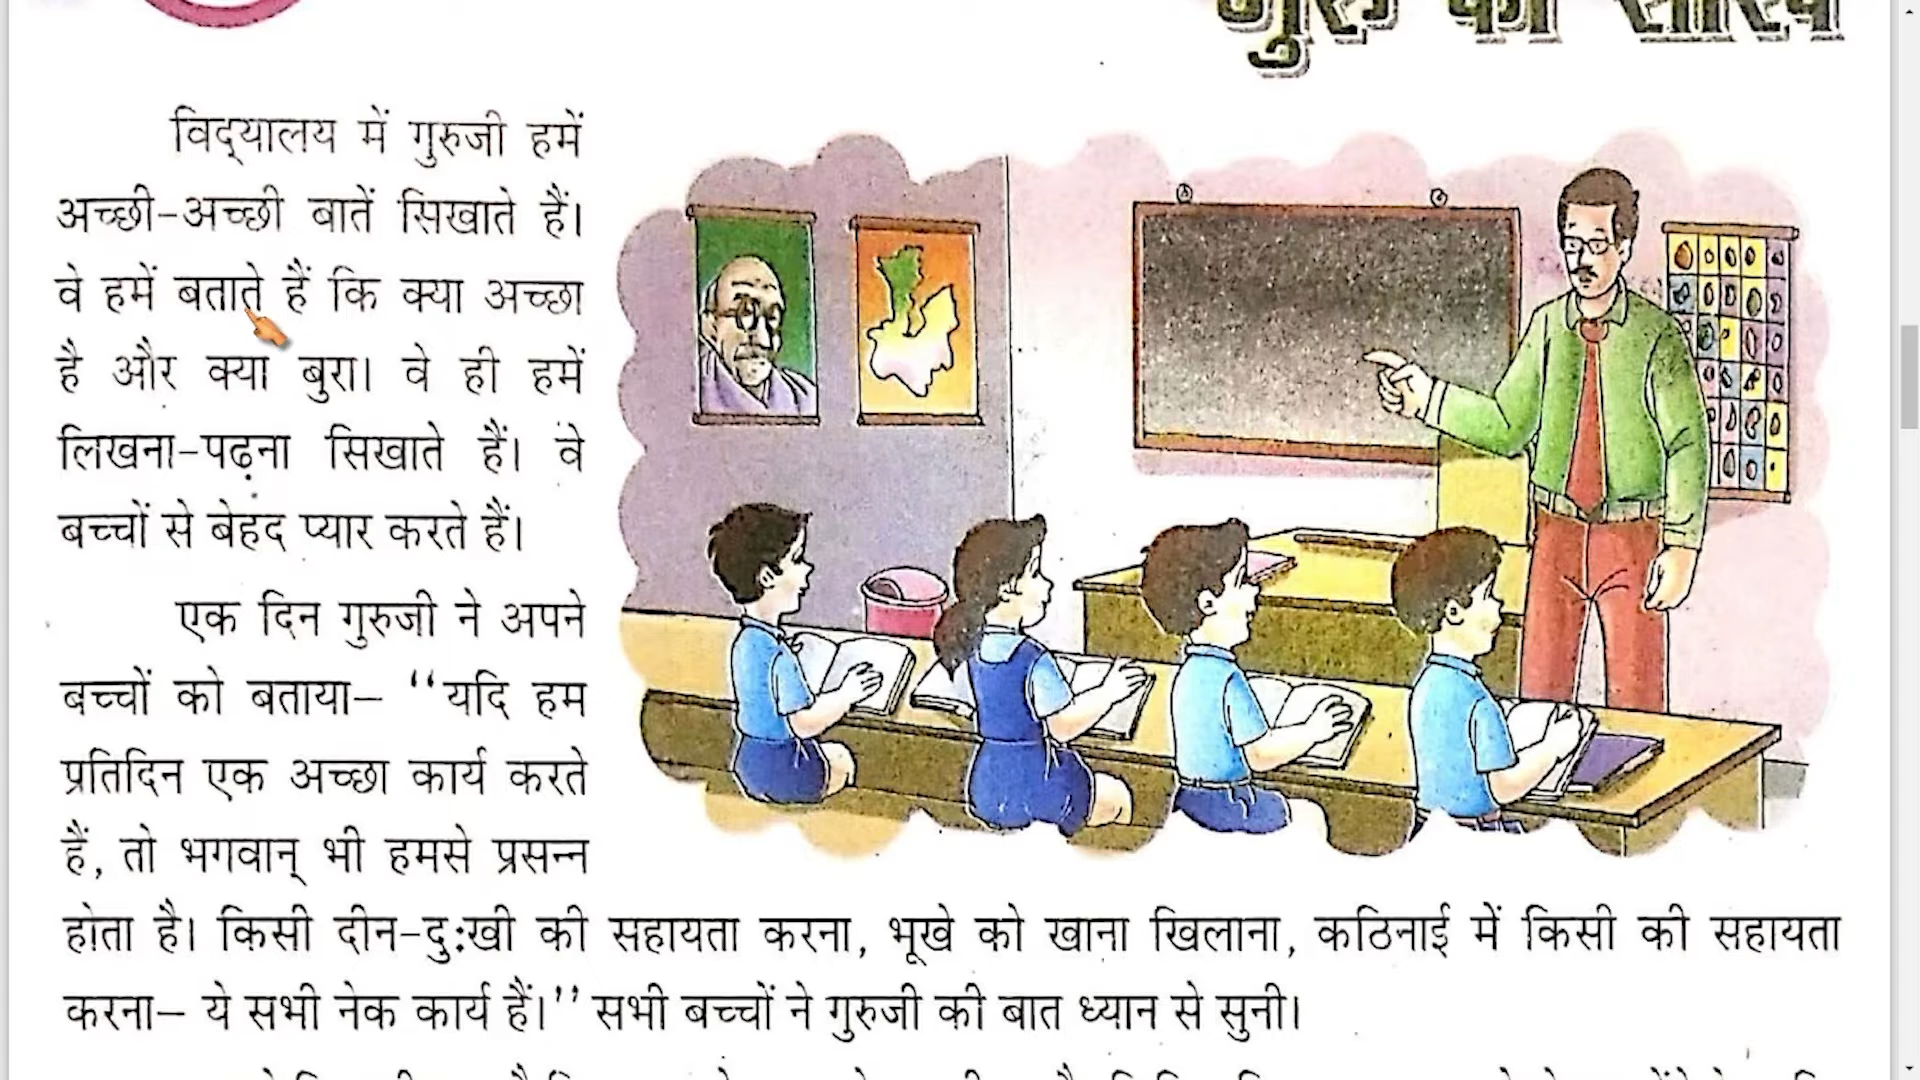 गुरु की सीख
विद्यालय में गुरुजी हमें
अच्छी-अच्छी बातें सिखाते हैं।
वे हमें बताते हैं कि क्या अच्छा
है और क्या बुरा। वे ही हमें
लिखना-पढ़ना सिखाते हैं। वे
बच्चों से बेहद प्यार करते हैं।
एक दिन गुरुजी ने अपने
बच्चों को बताया– “यदि हम
प्रतिदिन एक अच्छा कार्य करते
हैं, तो भगवान् भी हमसे प्रसन्न
होता है। किसी दीन-दु:खी की सहायता करना, भूखे को खाना खिलाना, कठिनाई में किसी की सहायता
करना– ये सभी नेक कार्य हैं।” सभी बच्चों ने गुरुजी की बात ध्यान से सुनी।